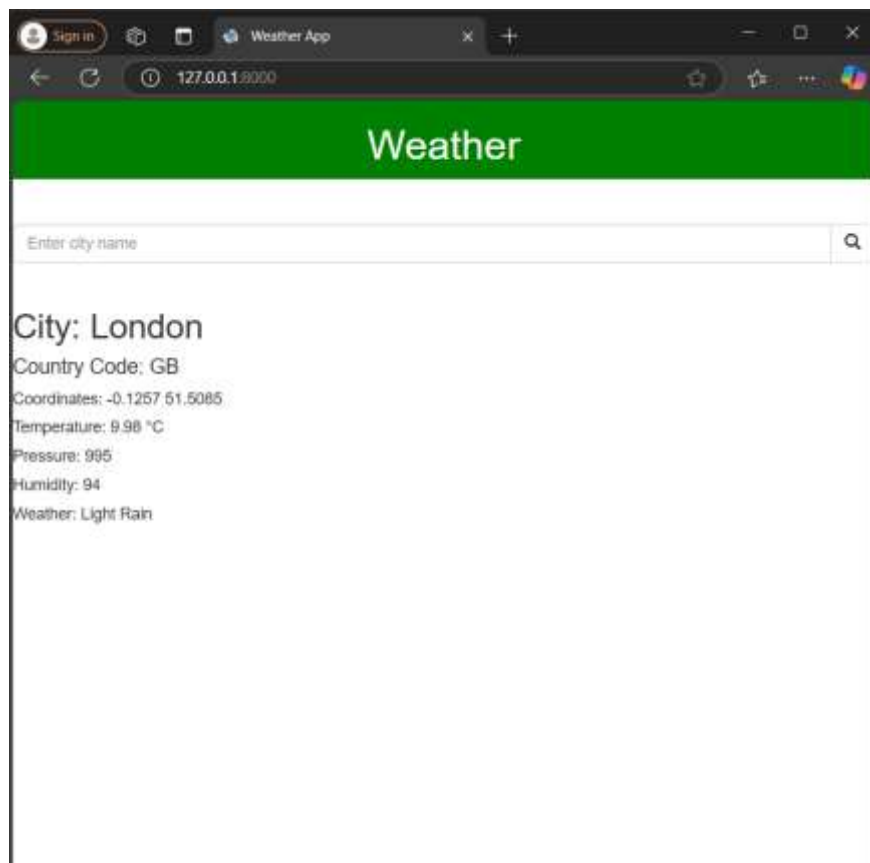 Sign in
Weather App
127.0.0.1:8000
Weather
Enter city name
City: London
Country Code: GB
Coordinates: -0.1257 51.5085
Temperature: 9.98 °C
Pressure: 995
Humidity: 94
Weather: Light Rain